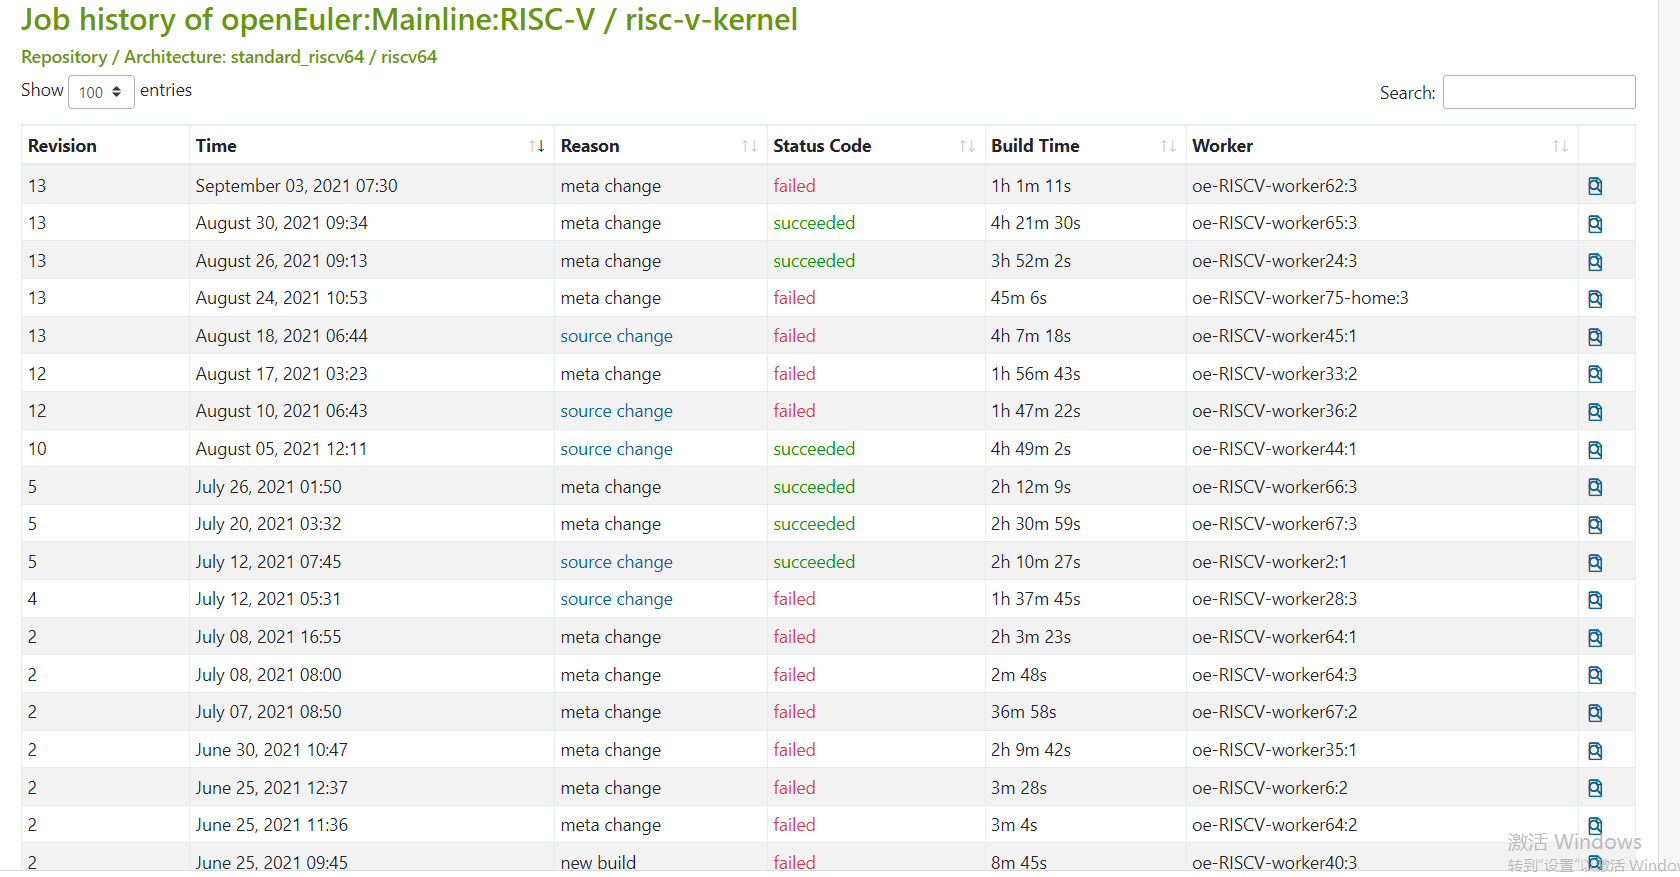 Job history of openEuler:Mainline:RISC-V / risc-v-kernel
Repository / Architecture: standard_riscv64 / riscv64
Show 100 entries Search:
Revision Time Reason Status Code Build Time Worker
13 September 03, 2021 07:30 meta change failed 1h 1m 11s oe-RISCV-worker62:3
13 August 30, 2021 09:34 meta change succeeded 4h 21m 30s oe-RISCV-worker65:3
13 August 26, 2021 09:13 meta change succeeded 3h 52m 2s oe-RISCV-worker24:3
13 August 24, 2021 10:53 meta change failed 45m 6s oe-RISCV-worker75-home:3
13 August 18, 2021 06:44 source change failed 4h 7m 18s oe-RISCV-worker45:1
12 August 17, 2021 03:23 meta change failed 1h 56m 43s oe-RISCV-worker33:2
12 August 10, 2021 06:43 source change failed 1h 47m 22s oe-RISCV-worker36:2
10 August 05, 2021 12:11 source change succeeded 4h 49m 2s oe-RISCV-worker44:1
5 July 26, 2021 01:50 meta change succeeded 2h 12m 9s oe-RISCV-worker66:3
5 July 20, 2021 03:32 meta change succeeded 2h 30m 59s oe-RISCV-worker67:3
5 July 12, 2021 07:45 source change succeeded 2h 10m 27s oe-RISCV-worker2:1
4 July 12, 2021 05:31 source change failed 1h 37m 45s oe-RISCV-worker28:3
2 July 08, 2021 16:55 meta change failed 2h 3m 23s oe-RISCV-worker64:1
2 July 08, 2021 08:00 meta change failed 2m 48s oe-RISCV-worker64:3
2 July 07, 2021 08:50 meta change failed 36m 58s oe-RISCV-worker67:2
2 June 30, 2021 10:47 meta change failed 2h 9m 42s oe-RISCV-worker35:1
2 June 25, 2021 12:37 meta change failed 3m 28s oe-RISCV-worker6:2
2 June 25, 2021 11:36 meta change failed 3m 4s oe-RISCV-worker64:2
2 June 25, 2021 09:45 new build failed 8m 45s oe-RISCV-worker40:3
激活 Windows
转到"设置"以激活 Windo